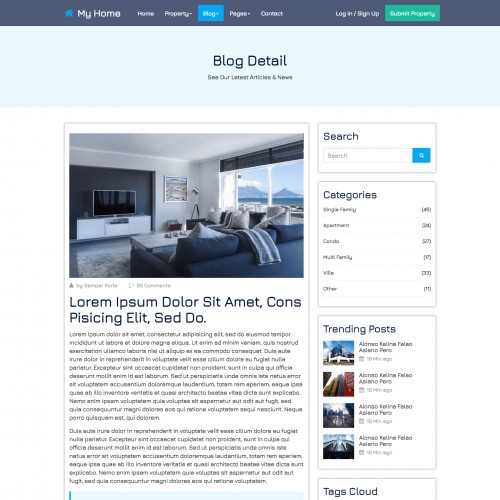 My Home
Home Property Blog Pages Contact
Log In / Sign Up Submit Property
Blog Detail
See Our Latest Articles & News
by Semper Porta 65 Comments
Lorem Ipsum Dolor Sit Amet, Cons
Pisicing Elit, Sed Do.
Lorem ipsum dolor sit amet, consectetur adipisicing elit, sed do eiusmod tempor
incididunt ut labore et dolore magna aliqua. Ut enim ad minim veniam, quis nostrud
exercitation ullamco laboris nisi ut aliquip ex ea commodo consequat. Duis aute
irure dolor in reprehenderit in voluptate velit esse cillum dolore eu fugiat nulla
pariatur. Excepteur sint occaecat cupidatat non proident, sunt in culpa qui officia
deserunt mollit anim id est laborum. Sed ut perspiciatis unde omnis iste natus error sit
voluptatem accusantium doloremque laudantium, totam rem aperiam, eaque ipsa
quae ab illo inventore veritatis et quasi architecto beatae vitae dicta sunt explicabo.
Nemo enim ipsam voluptatem quia voluptas sit aspernatur aut odit aut fugit, sed
quia consequuntur magni dolores eos qui ratione voluptatem sequi nesciunt. Neque
porro quisquam est, qui dolorem.
Duis aute irure dolor in reprehenderit in voluptate velit esse cillum dolore eu fugiat
nulla pariatur. Excepteur sint occaecat cupidatat non proident, sunt in culpa qui
officia deserunt mollit anim id est laborum. Sed ut perspiciatis unde omnis iste natus
error sit voluptatem accusantium doloremque laudantium, totam rem aperiam,
eaque ipsa quae ab illo inventore veritatis et quasi architecto beatae vitae dicta sunt
explicabo. Nemo enim ipsam voluptatem quia voluptas sit aspernatur aut odit aut
fugit, sed quia consequuntur magni dolores eos qui ratione.
Search
Search
Categories
Single Family (45)
Apartment (24)
Condo (27)
Multi Family (17)
Villa (33)
Other (11)
Trending Posts
Alonso Kelina Falao
Asiano Pero
18 Min ago
Alonso Kelina Falao
Asiano Pero
18 Min ago
Alonso Kelina Falao
Asiano Pero
18 Min ago
Alonso Kelina Falao
Asiano Pero
18 Min ago
Tags Cloud